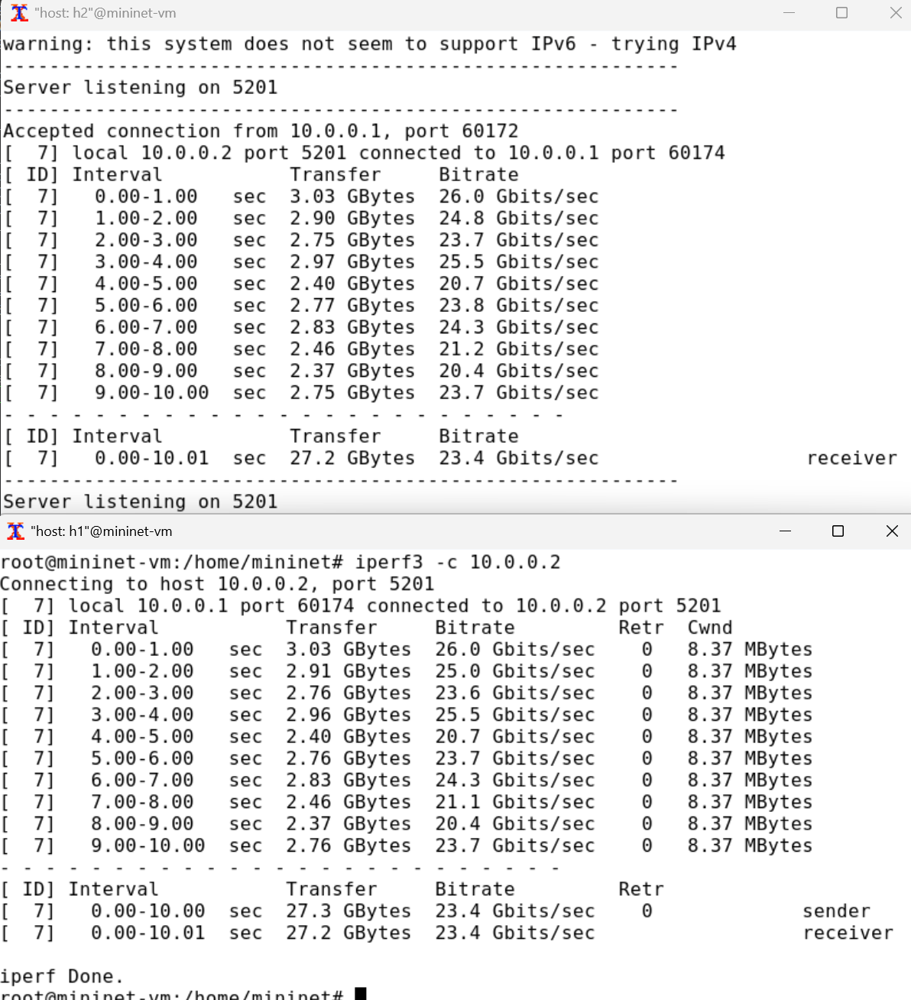 "host: h2"@mininet-vm
warning: this system does not seem to support IPv6 - trying IPv4
-----------------------------------------------------------
Server listening on 5201
-----------------------------------------------------------
Accepted connection from 10.0.0.1, port 60172
[  7] local 10.0.0.2 port 5201 connected to 10.0.0.1 port 60174
[ ID] Interval           Transfer     Bitrate
[  7]   0.00-1.00   sec  3.03 GBytes  26.0 Gbits/sec
[  7]   1.00-2.00   sec  2.90 GBytes  24.8 Gbits/sec
[  7]   2.00-3.00   sec  2.75 GBytes  23.7 Gbits/sec
[  7]   3.00-4.00   sec  2.97 GBytes  25.5 Gbits/sec
[  7]   4.00-5.00   sec  2.40 GBytes  20.7 Gbits/sec
[  7]   5.00-6.00   sec  2.77 GBytes  23.8 Gbits/sec
[  7]   6.00-7.00   sec  2.83 GBytes  24.3 Gbits/sec
[  7]   7.00-8.00   sec  2.46 GBytes  21.2 Gbits/sec
[  7]   8.00-9.00   sec  2.37 GBytes  20.4 Gbits/sec
[  7]   9.00-10.00  sec  2.75 GBytes  23.7 Gbits/sec
- - - - - - - - - - - - - - - - - - - - - - - - -
[ ID] Interval           Transfer     Bitrate
[  7]   0.00-10.01  sec  27.2 GBytes  23.4 Gbits/sec                  receiver
-----------------------------------------------------------
Server listening on 5201
"host: h1"@mininet-vm
root@mininet-vm:/home/mininet# iperf3 -c 10.0.0.2
Connecting to host 10.0.0.2, port 5201
[  7] local 10.0.0.1 port 60174 connected to 10.0.0.2 port 5201
[ ID] Interval           Transfer     Bitrate         Retr  Cwnd
[  7]   0.00-1.00   sec  3.03 GBytes  26.0 Gbits/sec    0   8.37 MBytes
[  7]   1.00-2.00   sec  2.91 GBytes  25.0 Gbits/sec    0   8.37 MBytes
[  7]   2.00-3.00   sec  2.76 GBytes  23.6 Gbits/sec    0   8.37 MBytes
[  7]   3.00-4.00   sec  2.96 GBytes  25.5 Gbits/sec    0   8.37 MBytes
[  7]   4.00-5.00   sec  2.40 GBytes  20.7 Gbits/sec    0   8.37 MBytes
[  7]   5.00-6.00   sec  2.76 GBytes  23.7 Gbits/sec    0   8.37 MBytes
[  7]   6.00-7.00   sec  2.83 GBytes  24.3 Gbits/sec    0   8.37 MBytes
[  7]   7.00-8.00   sec  2.46 GBytes  21.1 Gbits/sec    0   8.37 MBytes
[  7]   8.00-9.00   sec  2.37 GBytes  20.4 Gbits/sec    0   8.37 MBytes
[  7]   9.00-10.00  sec  2.76 GBytes  23.7 Gbits/sec    0   8.37 MBytes
- - - - - - - - - - - - - - - - - - - - - - - - -
[ ID] Interval           Transfer     Bitrate         Retr
[  7]   0.00-10.00  sec  27.3 GBytes  23.4 Gbits/sec    0             sender
[  7]   0.00-10.01  sec  27.2 GBytes  23.4 Gbits/sec                  receiver
iperf Done.
root@mininet-vm:/home/mininet#